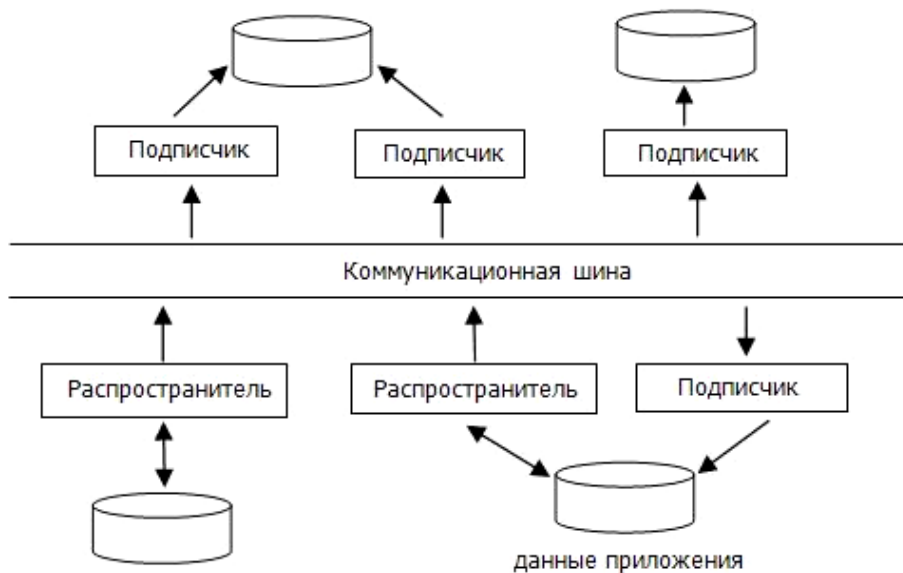 Подписчик
Подписчик
Подписчик
Коммуникационная шина
Распространитель
Распространитель
Подписчик
данные приложения